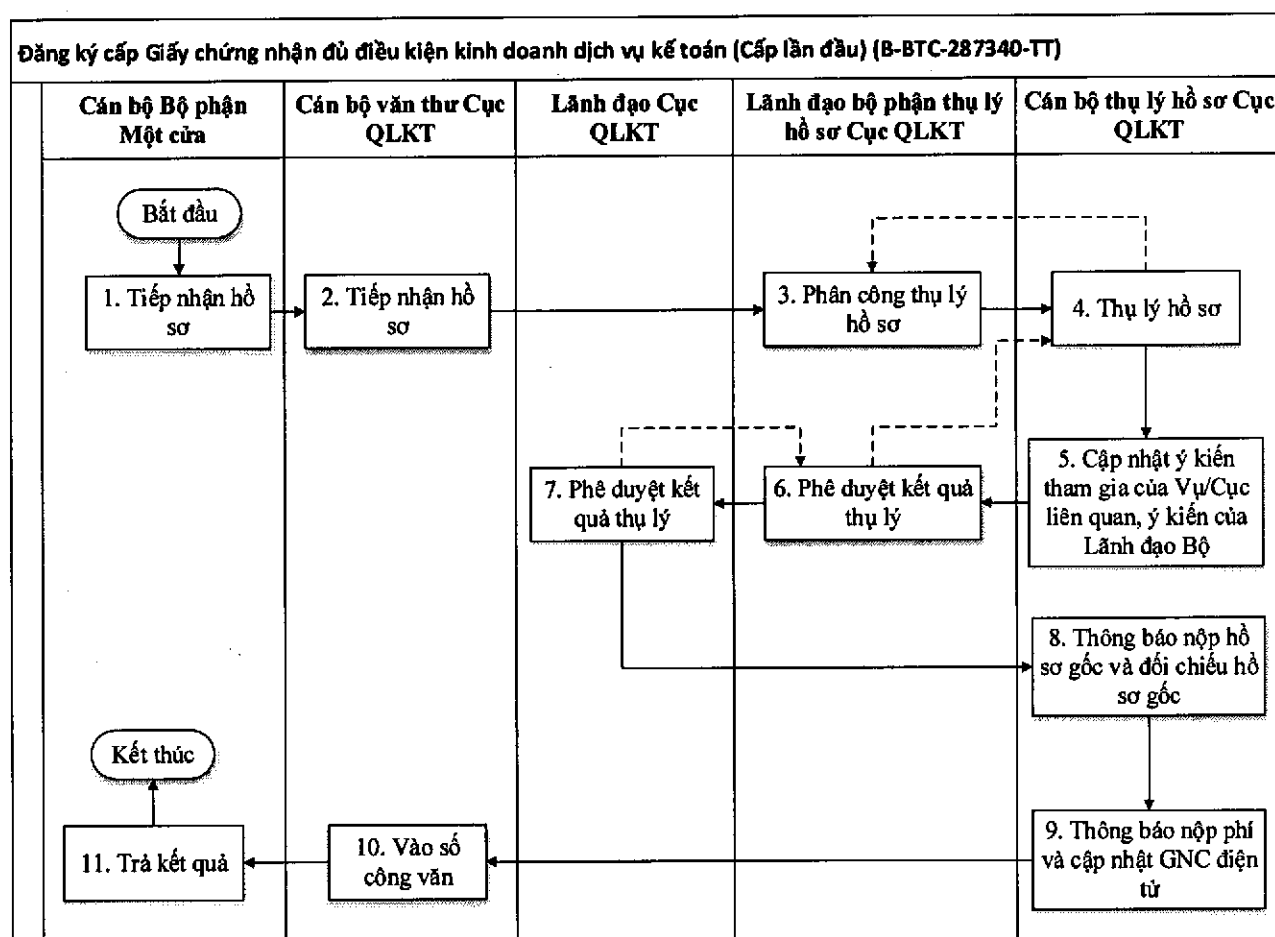 Đăng ký cấp Giấy chứng nhận đủ điều kiện kinh doanh dịch vụ kế toán (Cấp lần đầu) (B-BTC-287340-TT)
Cán bộ Bộ phận
Một cửa
Cán bộ văn thư Cục
QLKT
Lãnh đạo Cục
QLKT
Lãnh đạo bộ phận thụ lý
hồ sơ Cục QLKT
Cán bộ thụ lý hồ sơ Cục
QLKT
Bắt đầu
1. Tiếp nhận hồ
sơ
2. Tiếp nhận hồ
sơ
3. Phân công thụ lý
hồ sơ
4. Thụ lý hồ sơ
5. Cập nhật ý kiến
tham gia của Vụ/Cục
liên quan, ý kiến của
Lãnh đạo Bộ
6. Phê duyệt kết quả
thụ lý
7. Phê duyệt kết
quả thụ lý
8. Thông báo nộp hồ
sơ gốc và đối chiếu hồ
sơ gốc
9. Thông báo nộp phí
và cập nhật GNC điện
tử
10. Vào số
công văn
11. Trả kết quả
Kết thúc